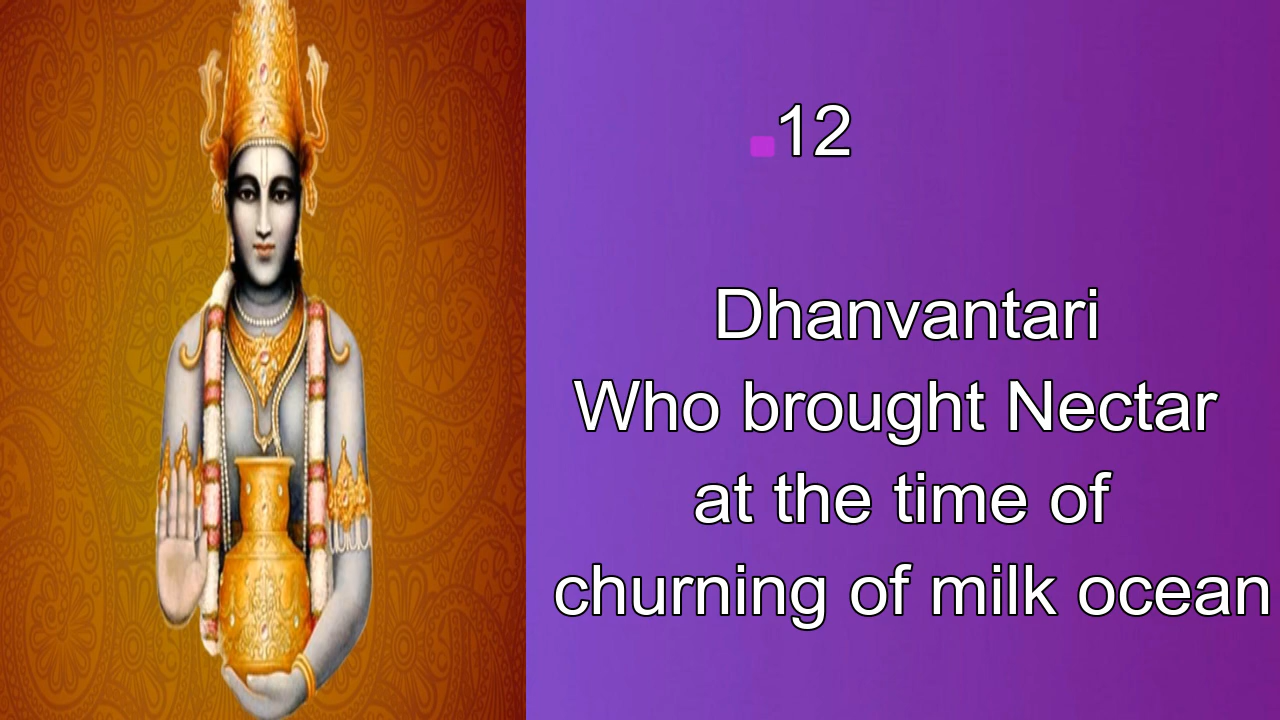 12
Dhanvantari
Who brought Nectar
at the time of
churning of milk ocean